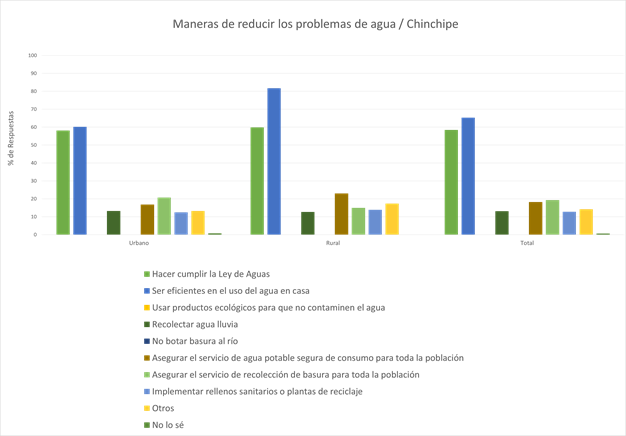 Maneras de reducir los problemas de agua / Chinchipe
% de Respuestas
100
90
80
70
60
50
40
30
20
10
0
Urbano Rural Total
Hacer cumplir la Ley de Aguas
Ser eficientes en el uso del agua en casa
Usar productos ecológicos para que no contaminen el agua
Recolectar agua lluvia
No botar basura al río
Asegurar el servicio de agua potable segura de consumo para toda la población
Asegurar el servicio de recolección de basura para toda la población
Implementar rellenos sanitarios o plantas de reciclaje
Otros
No lo sé